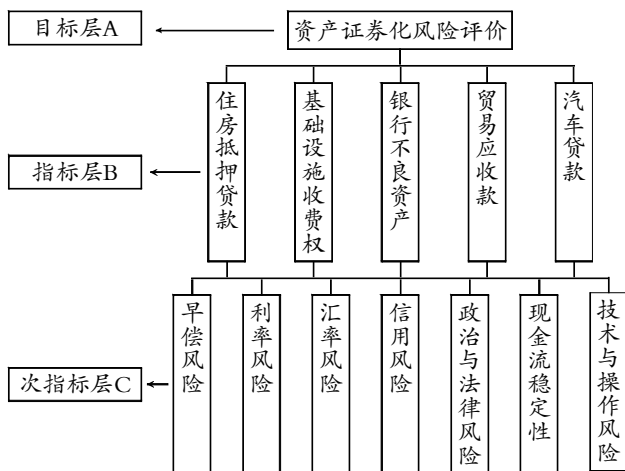 目标层A
资产证券化风险评价
住房抵押贷款
基础设施收费权
银行不良资产
贸易应收款
汽车贷款
指标层B
早偿风险
利率风险
汇率风险
信用风险
政治与法律风险
现金流稳定性
技术与操作风险
次指标层C